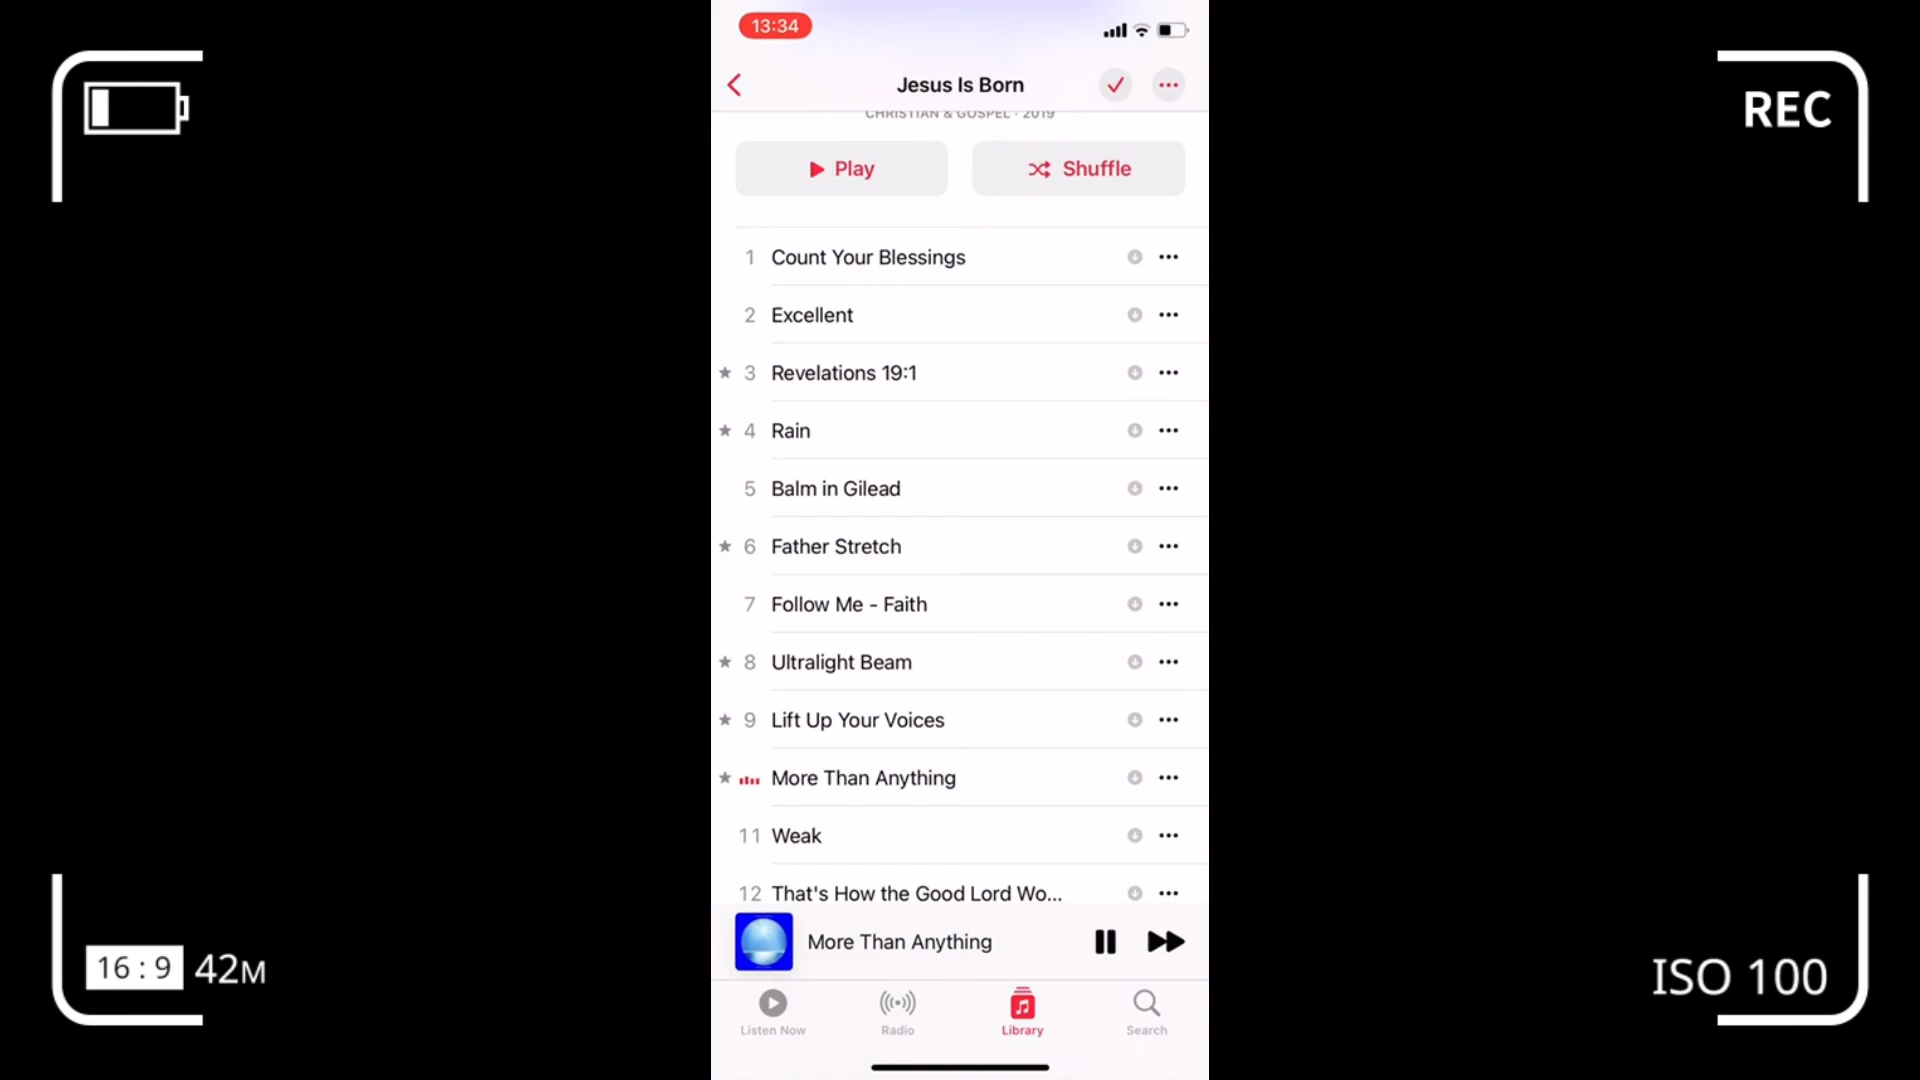 13:34
REC
Jesus Is Born
CHRISTIAN & GOSPEL · 2019
Play
Shuffle
1 Count Your Blessings
2 Excellent
3 Revelations 19:1
4 Rain
5 Balm in Gilead
6 Father Stretch
7 Follow Me - Faith
8 Ultralight Beam
9 Lift Up Your Voices
More Than Anything
11 Weak
12 That's How the Good Lord Wo...
More Than Anything
16 : 9 42M
ISO 100
Listen Now
Radio
Library
Search